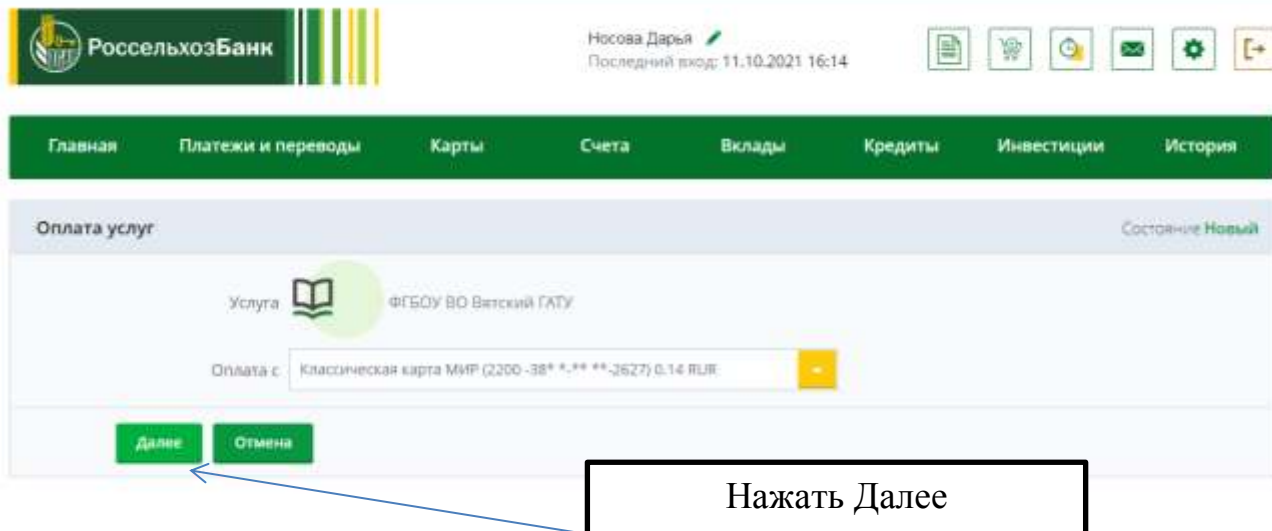 РоссельхозБанк
Носова Дарья
Последний вход: 11.10.2021 16:14
Главная Платежи и переводы Карты Счета Вклады Кредиты Инвестиции История
Оплата услуг Состояние Новый
Услуга ФГБОУ ВО Вятский ГАТУ
Оплата с Классическая карта МИР (2200 -38* *-** **-2627) 0.14 RUR
Далее Отмена
Нажать Далее